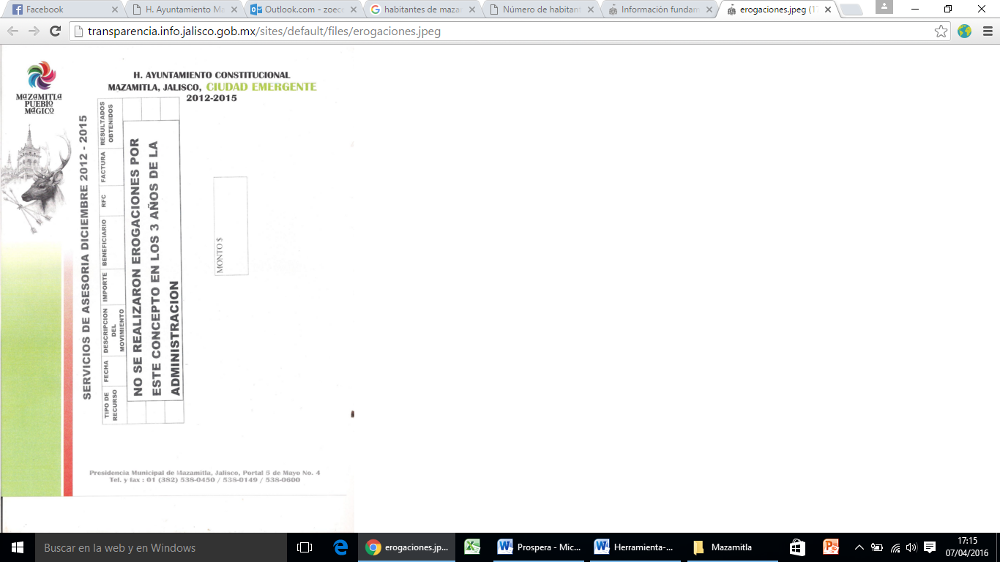 Facebook
H. Ayuntamiento Ma
Outlook.com - zoece
habitantes de maza
Número de habitant
Información fundam
erogaciones.jpeg (17
transparencia.info.jalisco.gob.mx/sites/default/files/erogaciones.jpeg
MAZAMITLA
PUEBLO
MAGICO
H. AYUNTAMIENTO CONSTITUCIONAL
MAZAMITLA, JALISCO, CIUDAD EMERGENTE
2012-2015
SERVICIOS DE ASESORIA DICIEMBRE 2012 - 2015
TIPO DE RECURSO
FECHA
DESCRIPCION DEL MOVIMIENTO
IMPORTE
BENEFICIARIO
RFC
FACTURA
RESULTADOS OBTENIDOS
NO SE REALIZARON EROGACIONES POR
ESTE CONCEPTO EN LOS 3 AÑOS DE LA
ADMINISTRACION
MONTO $
Presidencia Municipal de Mazamitla, Jalisco, Portal 5 de Mayo No. 4
Tel. y fax : 01 (382) 538-0450 / 538-0149 / 538-0600
Buscar en la web y en Windows
erogaciones.jp...
Prospera - Mic...
Herramienta-...
Mazamitla
17:15
07/04/2016